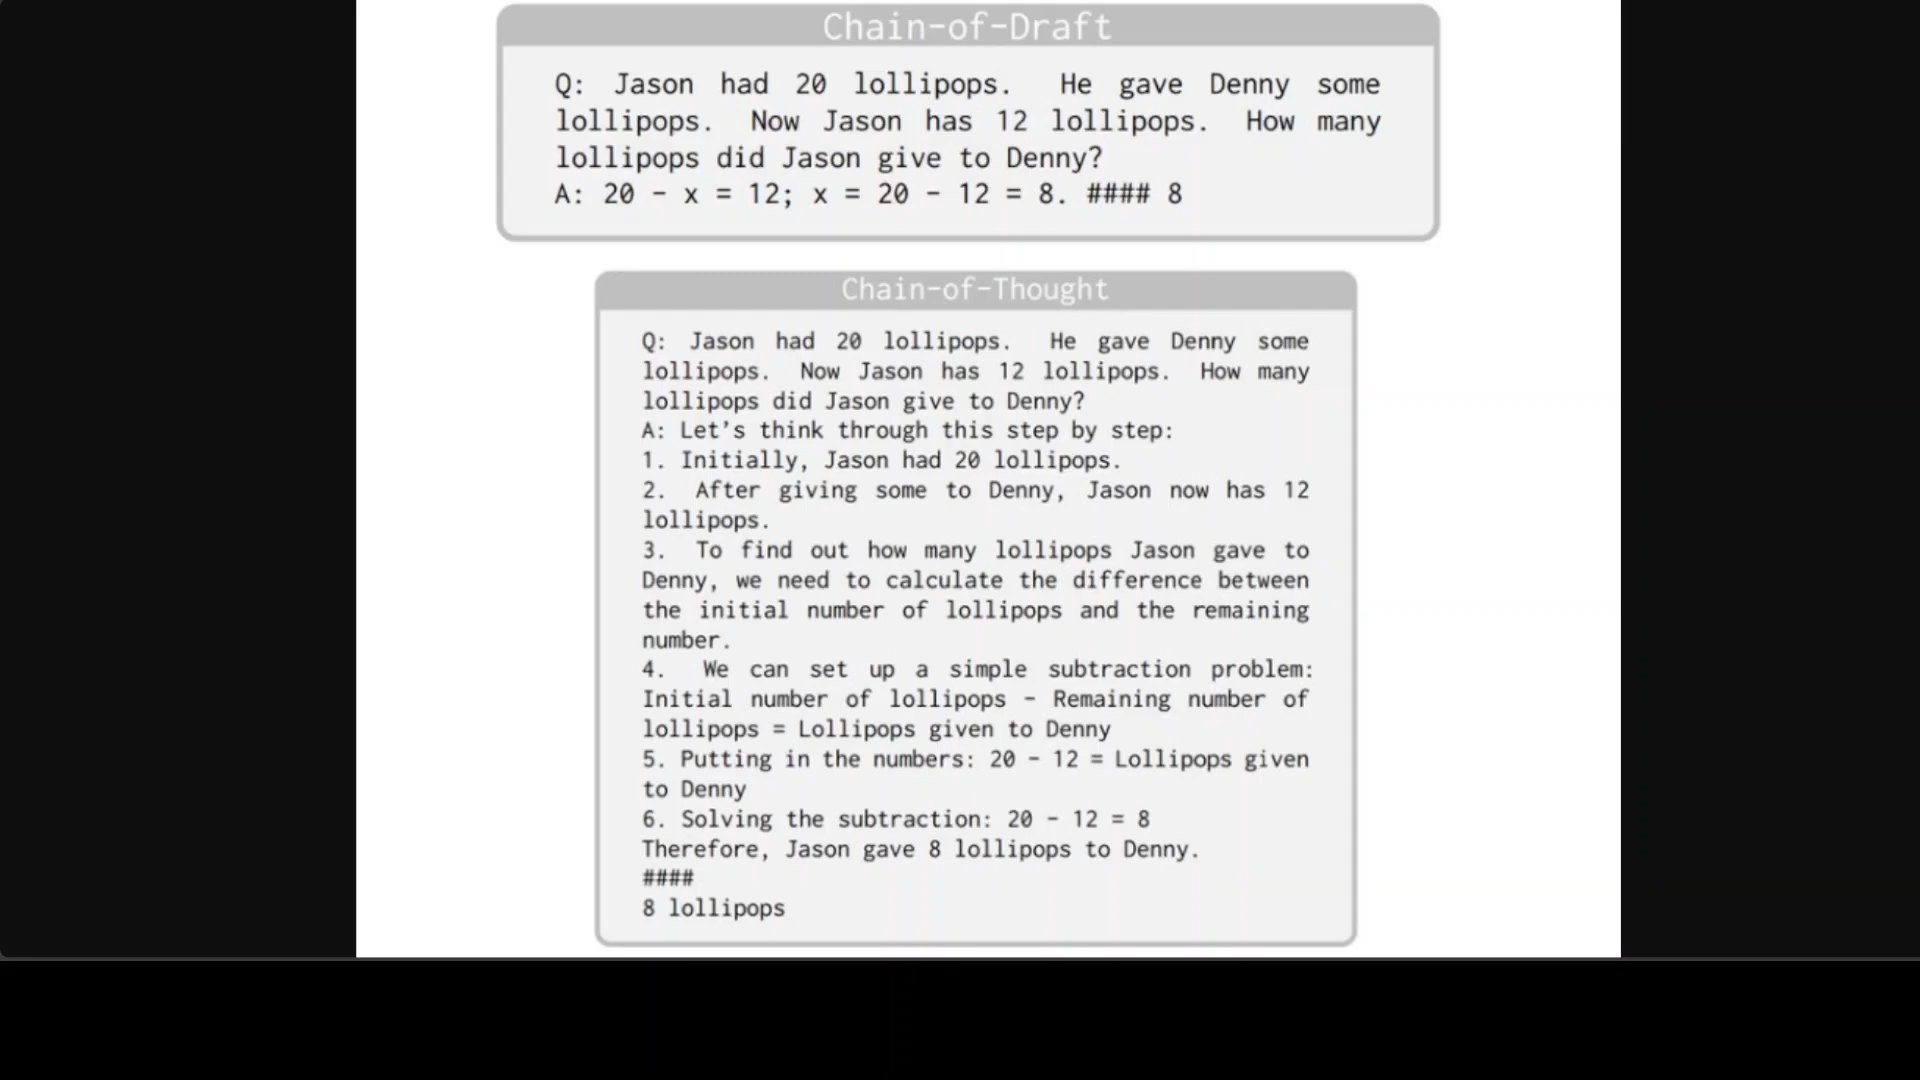 Chain-of-Draft
Q: Jason had 20 lollipops. He gave Denny some
lollipops. Now Jason has 12 lollipops. How many
lollipops did Jason give to Denny?
A: 20 - x = 12; x = 20 - 12 = 8. #### 8
Chain-of-Thought
Q: Jason had 20 lollipops. He gave Denny some
lollipops. Now Jason has 12 lollipops. How many
lollipops did Jason give to Denny?
A: Let's think through this step by step:
1. Initially, Jason had 20 lollipops.
2. After giving some to Denny, Jason now has 12
lollipops.
3. To find out how many lollipops Jason gave to
Denny, we need to calculate the difference between
the initial number of lollipops and the remaining
number.
4. We can set up a simple subtraction problem:
Initial number of lollipops - Remaining number of
lollipops = Lollipops given to Denny
5. Putting in the numbers: 20 - 12 = Lollipops given
to Denny
6. Solving the subtraction: 20 - 12 = 8
Therefore, Jason gave 8 lollipops to Denny.
####
8 lollipops